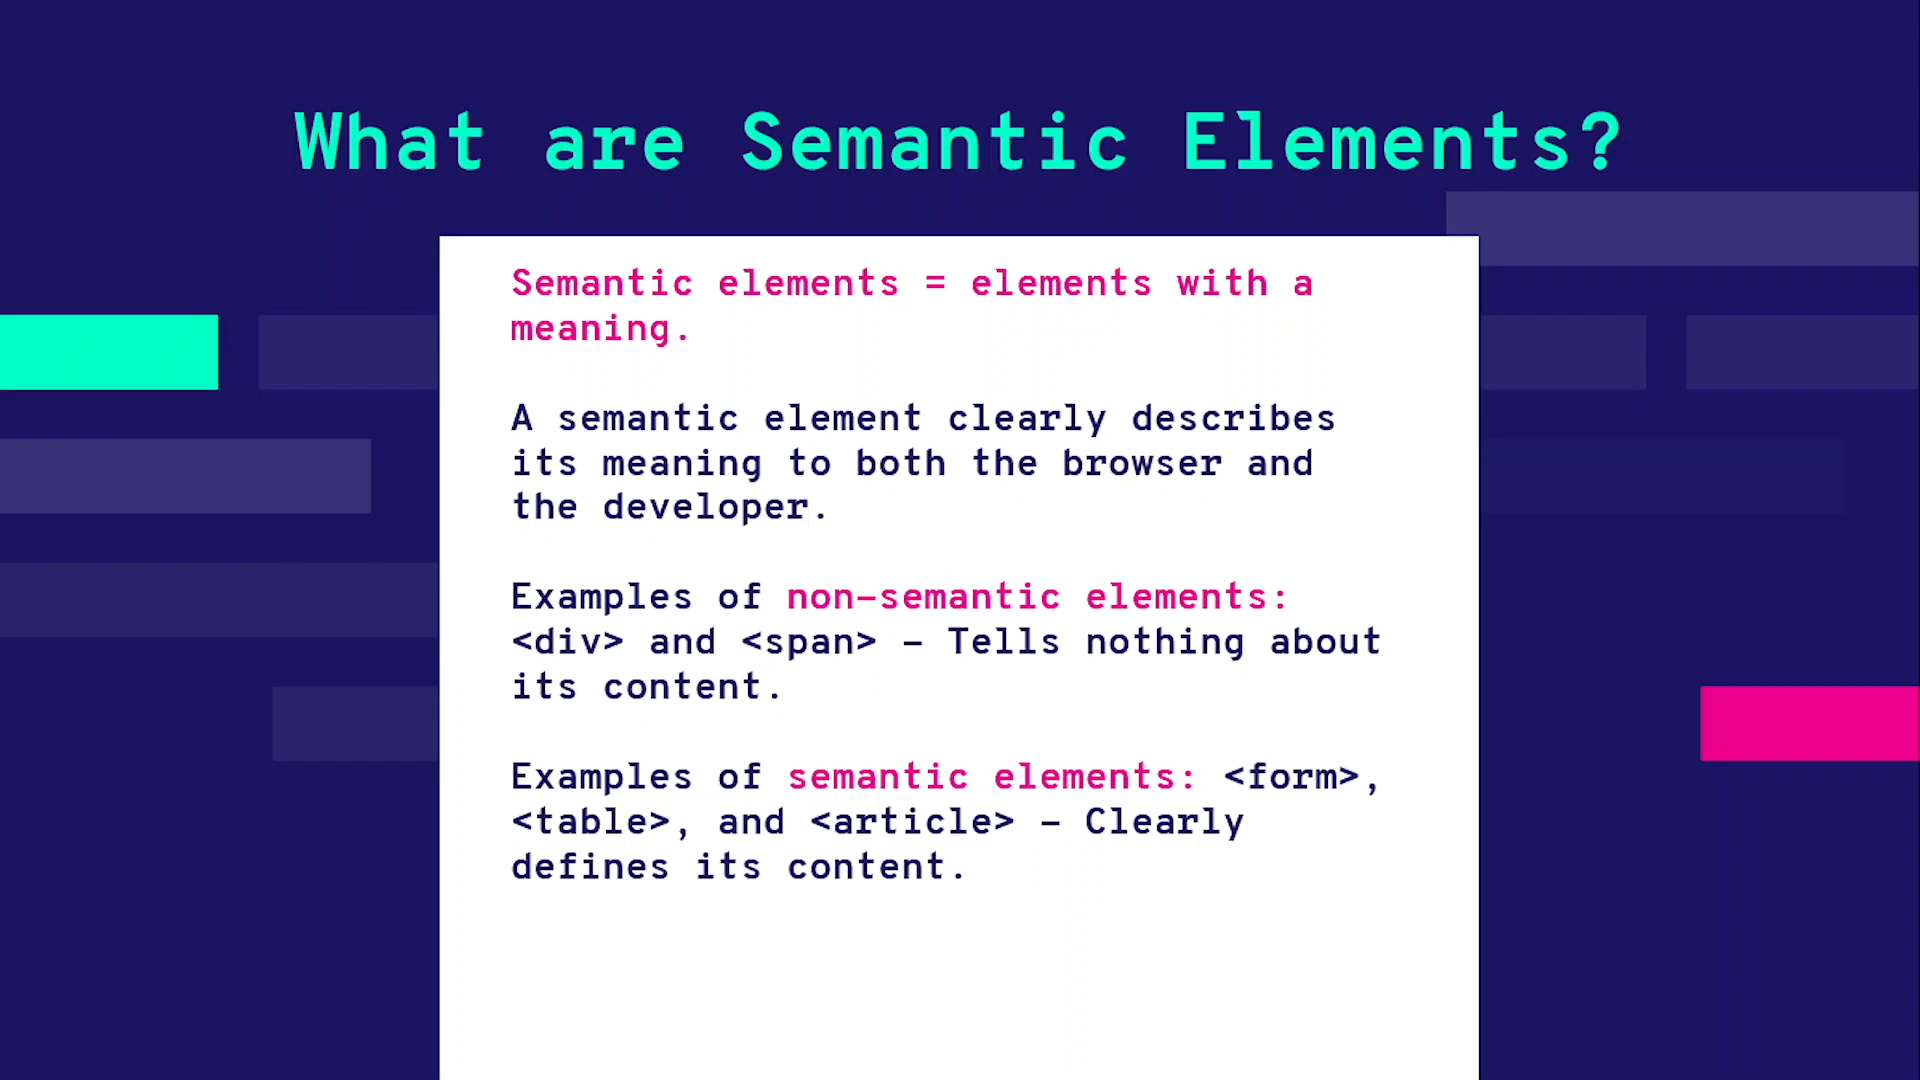 What are Semantic Elements?
Semantic elements = elements with a
meaning.
A semantic element clearly describes
its meaning to both the browser and
the developer.
Examples of non-semantic elements:
<div> and <span> – Tells nothing about
its content.
Examples of semantic elements: <form>,
<table>, and <article> – Clearly
defines its content.